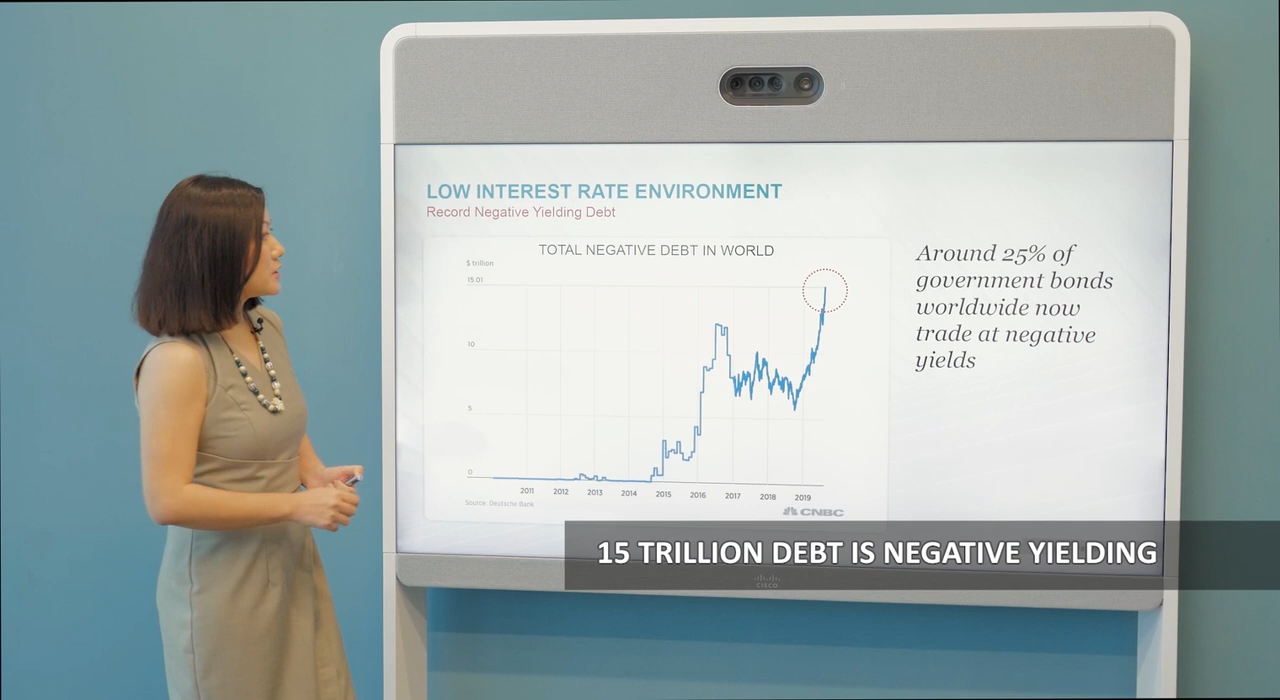 LOW INTEREST RATE ENVIRONMENT
Record Negative Yielding Debt
TOTAL NEGATIVE DEBT IN WORLD
$ trillion
15.01
10
5
0
2011 2012 2013 2014 2015 2016 2017 2018 2019
Source: Deutsche Bank
CNBC
Around 25% of
government bonds
worldwide now
trade at negative
yields
15 TRILLION DEBT IS NEGATIVE YIELDING
CISCO